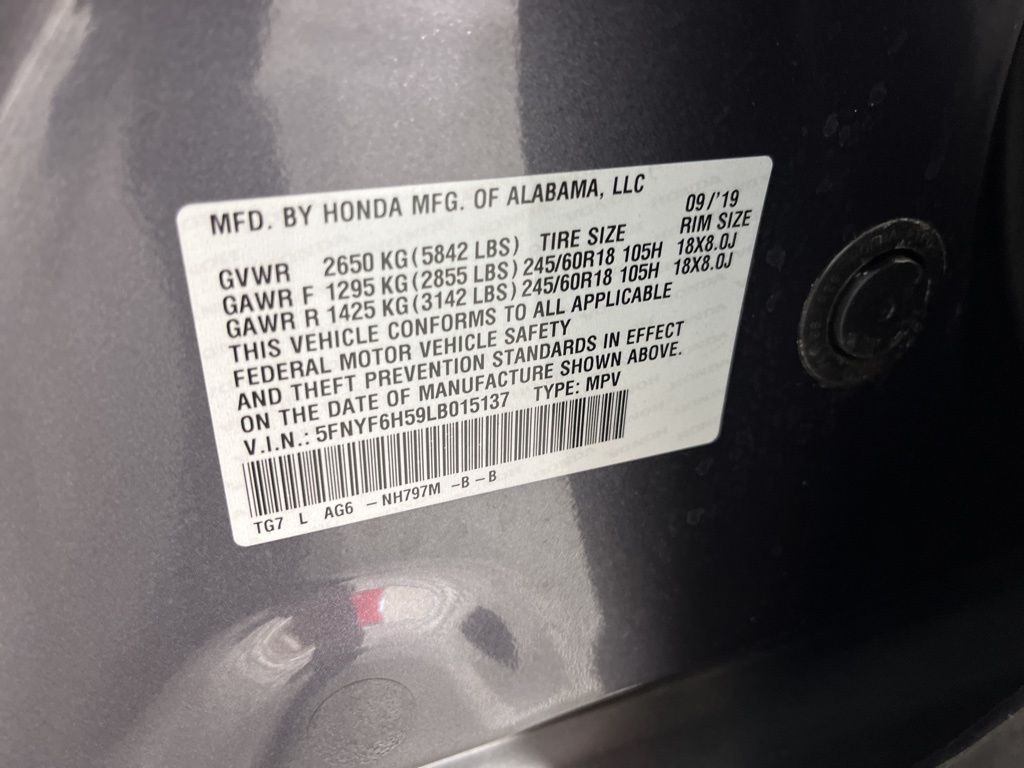 MFD. BY HONDA MFG. OF ALABAMA, LLC 09/'19
GVWR 2650 KG (5842 LBS) TIRE SIZE RIM SIZE
GAWR F 1295 KG (2855 LBS) 245/60R18 105H 18X8.0J
GAWR R 1425 KG (3142 LBS) 245/60R18 105H 18X8.0J
THIS VEHICLE CONFORMS TO ALL APPLICABLE
FEDERAL MOTOR VEHICLE SAFETY
AND THEFT PREVENTION STANDARDS IN EFFECT
ON THE DATE OF MANUFACTURE SHOWN ABOVE.
V.I.N.: 5FNYF6H59LB015137 TYPE: MPV
TG7 L AG6 - NH797M - B - B